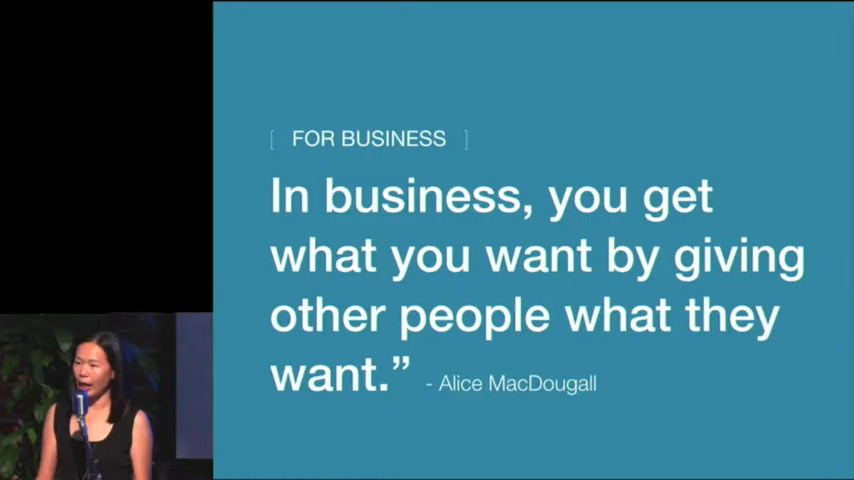 [ FOR BUSINESS ]
In business, you get
what you want by giving
other people what they
want.” - Alice MacDougall